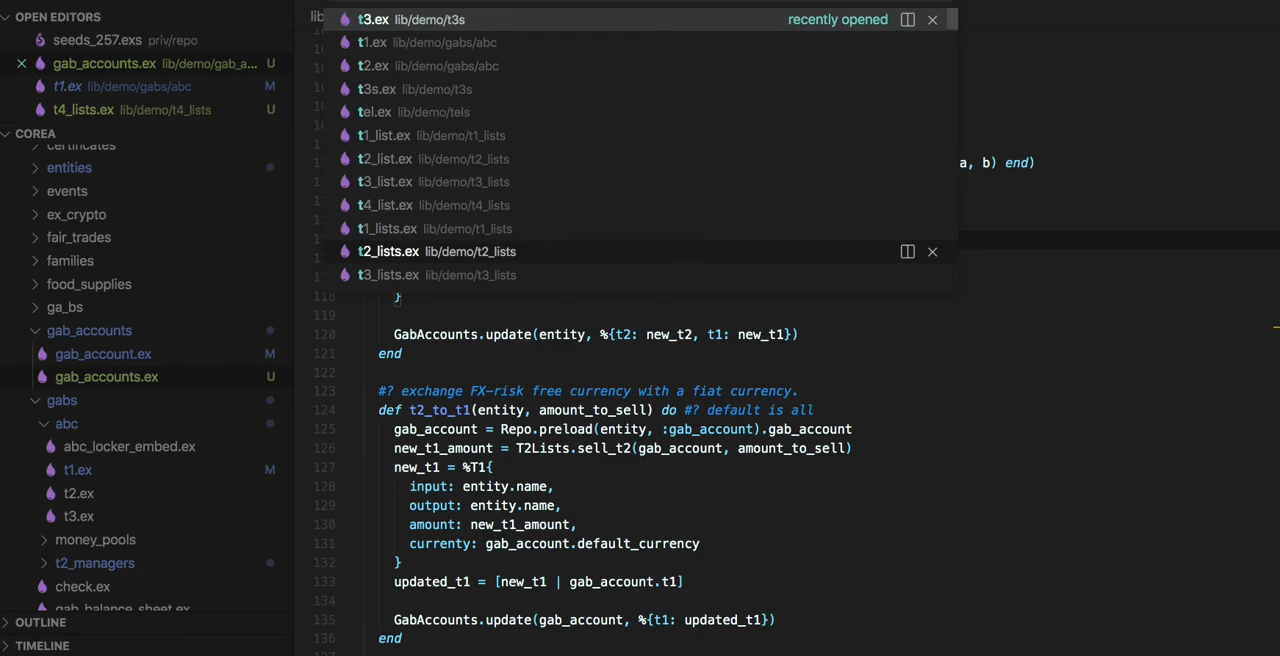 OPEN EDITORS
seeds_257.exs priv/repo
gab_accounts.ex lib/demo/gab_a... U
t1.ex lib/demo/gabs/abc M
t4_lists.ex lib/demo/t4_lists U
COREA
certificates
entities
events
ex_crypto
fair_trades
families
food_supplies
ga_bs
gab_accounts
gab_account.ex M
gab_accounts.ex U
gabs
abc
abc_locker_embed.ex
t1.ex M
t2.ex
t3.ex
money_pools
t2_managers
check.ex
gab_balance_sheet.ex
OUTLINE
TIMELINE
lib
t3.ex lib/demo/t3s recently opened
t1.ex lib/demo/gabs/abc
t2.ex lib/demo/gabs/abc
t3s.ex lib/demo/t3s
tel.ex lib/demo/tels
t1_list.ex lib/demo/t1_lists
t2_list.ex lib/demo/t2_lists
t3_list.ex lib/demo/t3_lists
t4_list.ex lib/demo/t4_lists
t1_lists.ex lib/demo/t1_lists
t2_lists.ex lib/demo/t2_lists
t3_lists.ex lib/demo/t3_lists
a, b) end)
118 }
119
120 GabAccounts.update(entity, %{t2: new_t2, t1: new_t1})
121 end
122
123 #? exchange FX-risk free currency with a fiat currency.
124 def t2_to_t1(entity, amount_to_sell) do #? default is all
125 gab_account = Repo.preload(entity, :gab_account).gab_account
126 new_t1_amount = T2Lists.sell_t2(gab_account, amount_to_sell)
127 new_t1 = %T1{
128 input: entity.name,
129 output: entity.name,
130 amount: new_t1_amount,
131 currenty: gab_account.default_currency
132 }
133 updated_t1 = [new_t1 | gab_account.t1]
134
135 GabAccounts.update(gab_account, %{t1: updated_t1})
136 end